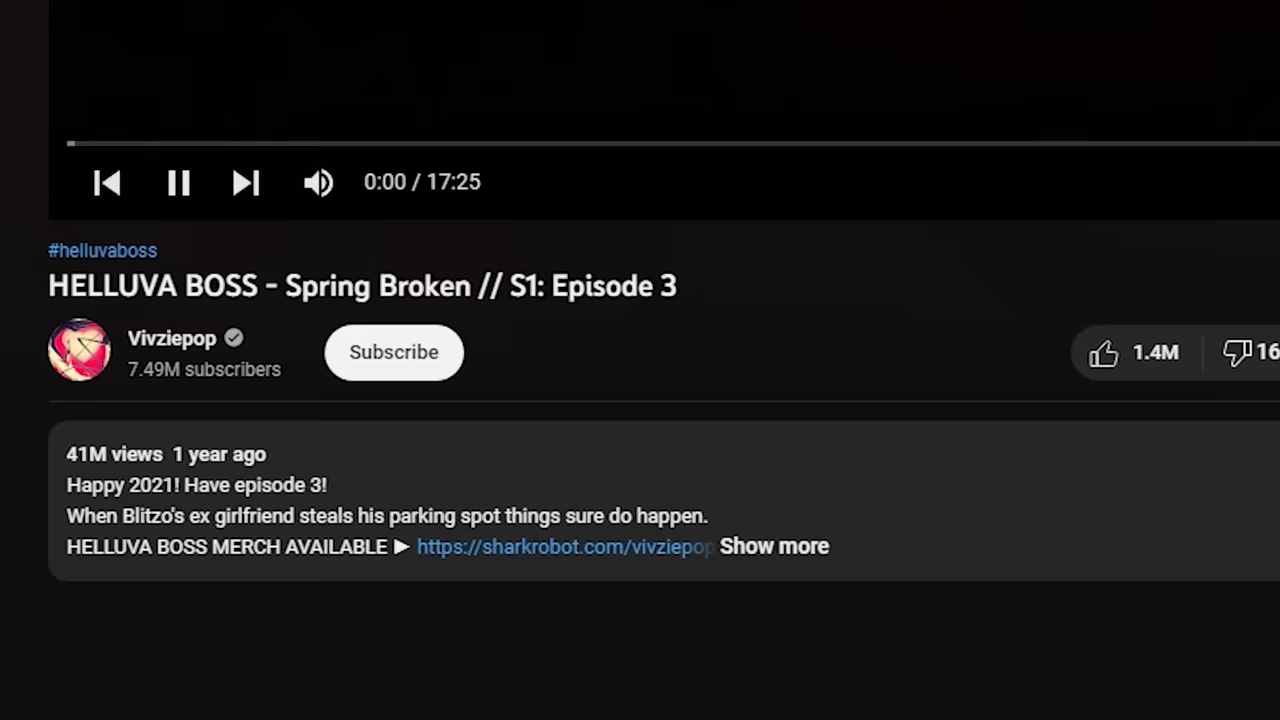 0:00 / 17:25
#helluvaboss
HELLUVA BOSS - Spring Broken // S1: Episode 3
Vivziepop
7.49M subscribers
Subscribe
1.4M
16
41M views 1 year ago
Happy 2021! Have episode 3!
When Blitzo's ex girlfriend steals his parking spot things sure do happen.
HELLUVA BOSS MERCH AVAILABLE ► https://sharkrobot.com/vivziepop Show more